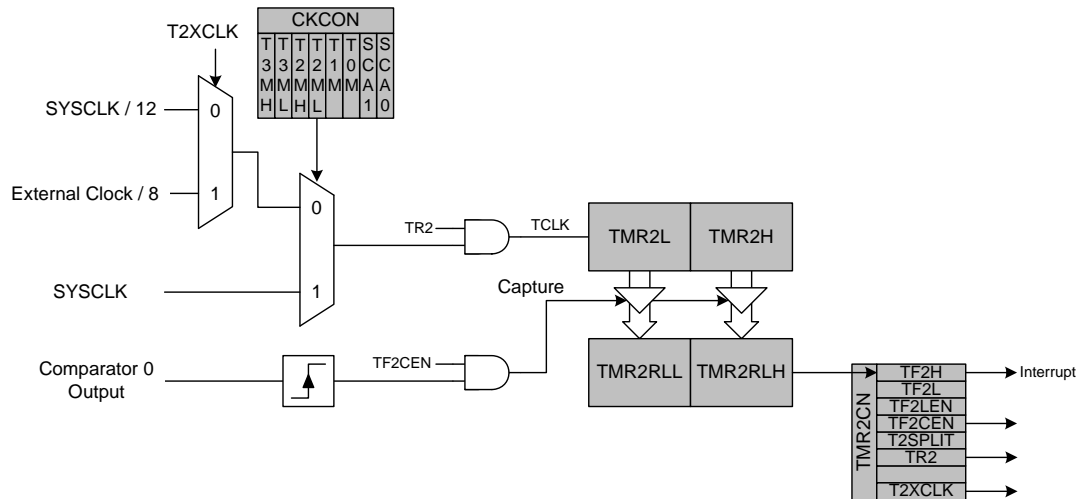 CKCON
T3MH
T3ML
T2MH
T2ML
T1M
T0M
SCA1
SCA0
T2XCLK
SYSCLK / 12
0
External Clock / 8
1
0
TR2
TCLK
TMR2L
TMR2H
SYSCLK
1
Capture
Comparator 0
Output
TF2CEN
TMR2RLL
TMR2RLH
TMR2CN
TF2H
Interrupt
TF2L
TF2LEN
TF2CEN
T2SPLIT
TR2
T2XCLK